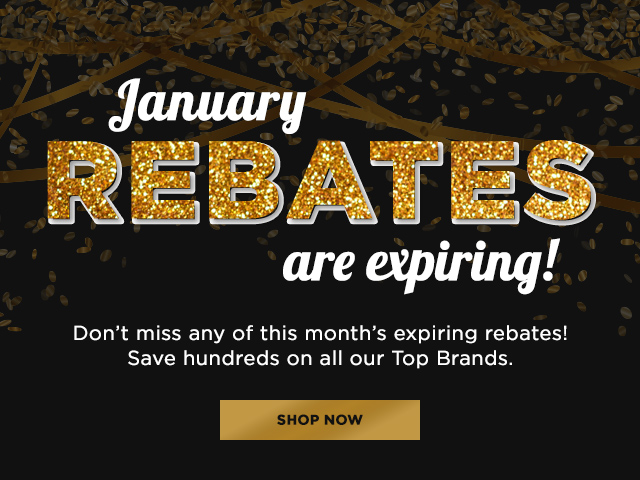 January
REBATES
are expiring!
Don’t miss any of this month’s expiring rebates!
Save hundreds on all our Top Brands.
SHOP NOW